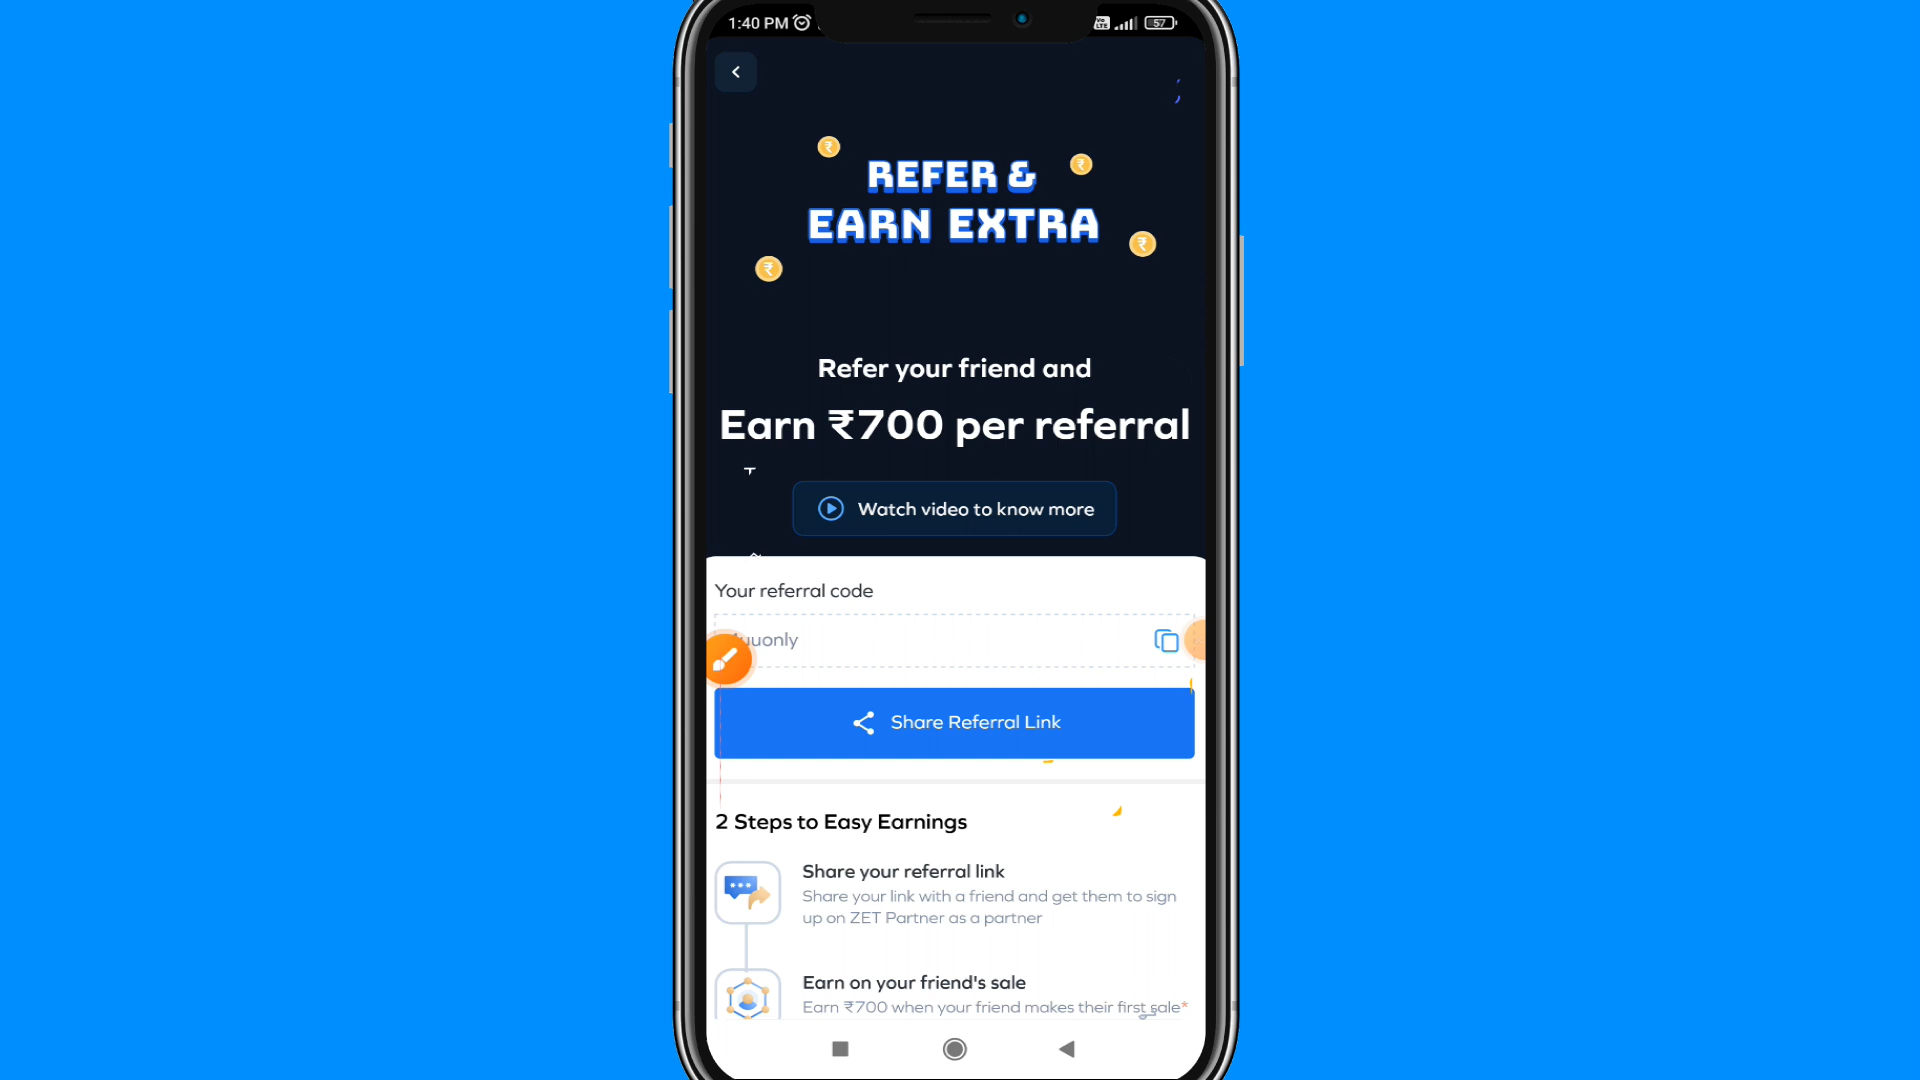 1:40 PM
Vo LTE
57
REFER &
EARN EXTRA
Refer your friend and
Earn ₹700 per referral
Watch video to know more
Your referral code
Share Referral Link
2 Steps to Easy Earnings
Share your referral link
Share your link with a friend and get them to sign
up on ZET Partner as a partner
Earn on your friend's sale
Earn ₹700 when your friend makes their first sale*